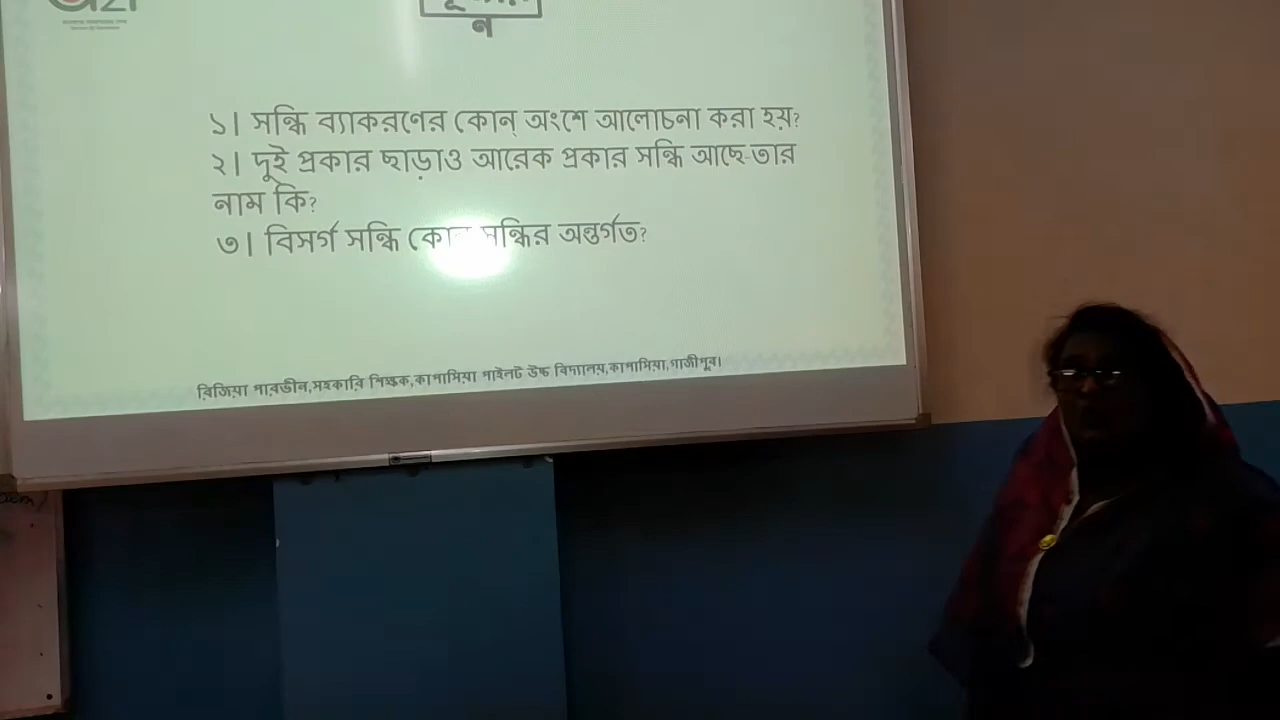 ন
১। সন্ধি ব্যাকরণের কোন্ অংশে আলোচনা করা হয়?
২। দুই প্রকার ছাড়াও আরেক প্রকার সন্ধি আছে-তার
নাম কি?
৩। বিসর্গ সন্ধি কোন সন্ধির অন্তর্গত?
রিজিয়া পারভীন,সহকারি শিক্ষক,কাপাসিয়া পাইলট উচ্চ বিদ্যালয়,কাপাসিয়া,গাজীপুর।